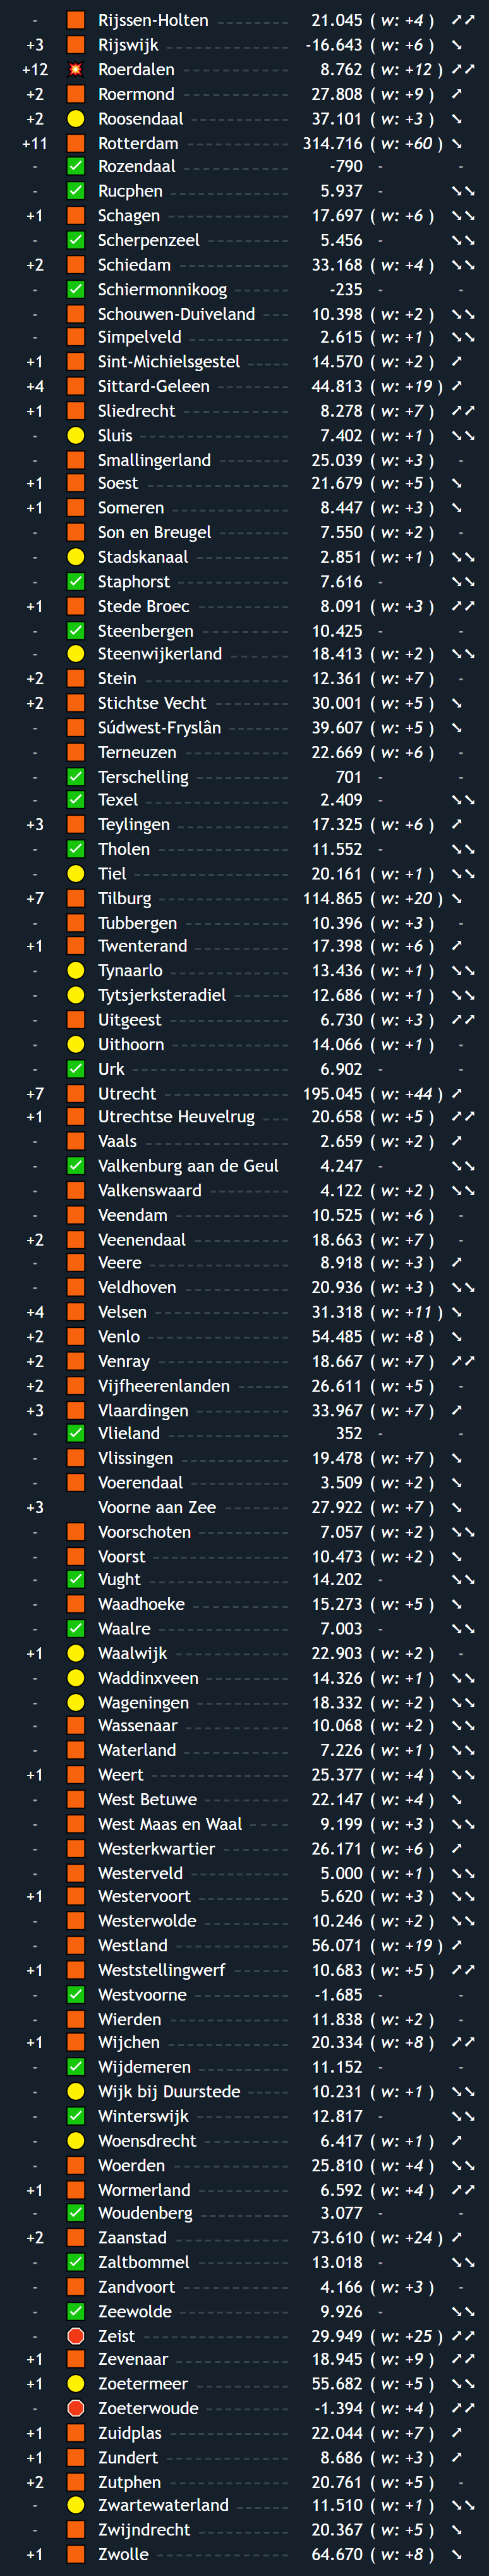 - Rijssen-Holten 21.045 ( w: +4 ) ➚➚
+3 Rijswijk -16.643 ( w: +6 ) ➘
+12 Roerdalen 8.762 ( w: +12 ) ➚➚
+2 Roermond 27.808 ( w: +9 ) ➚
+2 Roosendaal 37.101 ( w: +3 ) ➘
+11 Rotterdam 314.716 ( w: +60 ) ➘
- Rozendaal -790 - -
- Rucphen 5.937 - ➘➘
+1 Schagen 17.697 ( w: +6 ) ➘➘
- Scherpenzeel 5.456 - ➘➘
+2 Schiedam 33.168 ( w: +4 ) ➘➘
- Schiermonnikoog -235 - -
- Schouwen-Duiveland 10.398 ( w: +2 ) ➘➘
- Simpelveld 2.615 ( w: +1 ) ➘➘
+1 Sint-Michielsgestel 14.570 ( w: +2 ) ➚
+4 Sittard-Geleen 44.813 ( w: +19 ) ➚
+1 Sliedrecht 8.278 ( w: +7 ) ➚➚
- Sluis 7.402 ( w: +1 ) ➘➘
- Smallingerland 25.039 ( w: +3 ) -
+1 Soest 21.679 ( w: +5 ) ➘
+1 Someren 8.447 ( w: +3 ) ➘
- Son en Breugel 7.550 ( w: +2 ) -
- Stadskanaal 2.851 ( w: +1 ) ➘➘
- Staphorst 7.616 - ➘➘
+1 Stede Broec 8.091 ( w: +3 ) ➚➚
- Steenbergen 10.425 - -
- Steenwijkerland 18.413 ( w: +2 ) ➘➘
+2 Stein 12.361 ( w: +7 ) -
+2 Stichtse Vecht 30.001 ( w: +5 ) ➘
- Súdwest-Fryslân 39.607 ( w: +5 ) ➘
- Terneuzen 22.669 ( w: +6 ) -
- Terschelling 701 - -
- Texel 2.409 - ➘➘
+3 Teylingen 17.325 ( w: +6 ) ➚
- Tholen 11.552 - ➘➘
- Tiel 20.161 ( w: +1 ) ➘➘
+7 Tilburg 114.865 ( w: +20 ) ➘
- Tubbergen 10.396 ( w: +3 ) -
+1 Twenterand 17.398 ( w: +6 ) ➚
- Tynaarlo 13.436 ( w: +1 ) ➘➘
- Tytsjerksteradiel 12.686 ( w: +1 ) ➘➘
- Uitgeest 6.730 ( w: +3 ) ➚➚
- Uithoorn 14.066 ( w: +1 ) -
- Urk 6.902 - -
+7 Utrecht 195.045 ( w: +44 ) ➚
+1 Utrechtse Heuvelrug 20.658 ( w: +5 ) ➚➚
- Vaals 2.659 ( w: +2 ) ➚
- Valkenburg aan de Geul 4.247 - ➘➘
- Valkenswaard 4.122 ( w: +2 ) ➘➘
- Veendam 10.525 ( w: +6 ) -
+2 Veenendaal 18.663 ( w: +7 ) -
- Veere 8.918 ( w: +3 ) ➚
- Veldhoven 20.936 ( w: +3 ) ➘➘
+4 Velsen 31.318 ( w: +11 ) ➘
+2 Venlo 54.485 ( w: +8 ) ➘
+2 Venray 18.667 ( w: +7 ) ➚➚
+2 Vijfheerenlanden 26.611 ( w: +5 ) -
+3 Vlaardingen 33.967 ( w: +7 ) ➚
- Vlieland 352 - -
- Vlissingen 19.478 ( w: +7 ) ➘
- Voerendaal 3.509 ( w: +2 ) ➘
+3 Voorne aan Zee 27.922 ( w: +7 ) ➘
- Voorschoten 7.057 ( w: +2 ) ➘➘
- Voorst 10.473 ( w: +2 ) ➘
- Vught 14.202 - ➘➘
- Waadhoeke 15.273 ( w: +5 ) ➘
- Waalre 7.003 - ➘➘
+1 Waalwijk 22.903 ( w: +2 ) -
- Waddinxveen 14.326 ( w: +1 ) ➘➘
- Wageningen 18.332 ( w: +2 ) ➘➘
- Wassenaar 10.068 ( w: +2 ) ➘➘
- Waterland 7.226 ( w: +1 ) ➘➘
+1 Weert 25.377 ( w: +4 ) ➘➘
- West Betuwe 22.147 ( w: +4 ) ➘
- West Maas en Waal 9.199 ( w: +3 ) ➘➘
- Westerkwartier 26.171 ( w: +6 ) ➚
- Westerveld 5.000 ( w: +1 ) ➘➘
+1 Westervoort 5.620 ( w: +3 ) ➘➘
- Westerwolde 10.246 ( w: +2 ) ➘➘
- Westland 56.071 ( w: +19 ) ➚
+1 Weststellingwerf 10.683 ( w: +5 ) ➚➚
- Westvoorne -1.685 - -
- Wierden 11.838 ( w: +2 ) -
+1 Wijchen 20.334 ( w: +8 ) ➚➚
- Wijdemeren 11.152 - -
- Wijk bij Duurstede 10.231 ( w: +1 ) ➘➘
- Winterswijk 12.817 - ➘➘
- Woensdrecht 6.417 ( w: +1 ) ➚
- Woerden 25.810 ( w: +4 ) ➘➘
+1 Wormerland 6.592 ( w: +4 ) ➚➚
- Woudenberg 3.077 - -
+2 Zaanstad 73.610 ( w: +24 ) ➚
- Zaltbommel 13.018 - ➘➘
- Zandvoort 4.166 ( w: +3 ) -
- Zeewolde 9.926 - ➘➘
- Zeist 29.949 ( w: +25 ) ➚➚
+1 Zevenaar 18.945 ( w: +9 ) ➚➚
+1 Zoetermeer 55.682 ( w: +5 ) ➘➘
- Zoeterwoude -1.394 ( w: +4 ) ➚➚
+1 Zuidplas 22.044 ( w: +7 ) ➚
+1 Zundert 8.686 ( w: +3 ) ➚
+2 Zutphen 20.761 ( w: +5 ) -
- Zwartewaterland 11.510 ( w: +1 ) ➘➘
- Zwijndrecht 20.367 ( w: +5 ) ➘
+1 Zwolle 64.670 ( w: +8 ) ➘